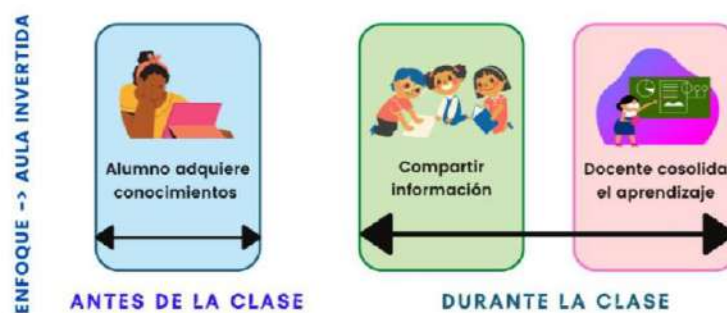 ENFOQUE -> AULA INVERTIDA
Alumno adquiere
conocimientos
Compartir
información
Docente cosolida
el aprendizaje
ANTES DE LA CLASE
DURANTE LA CLASE